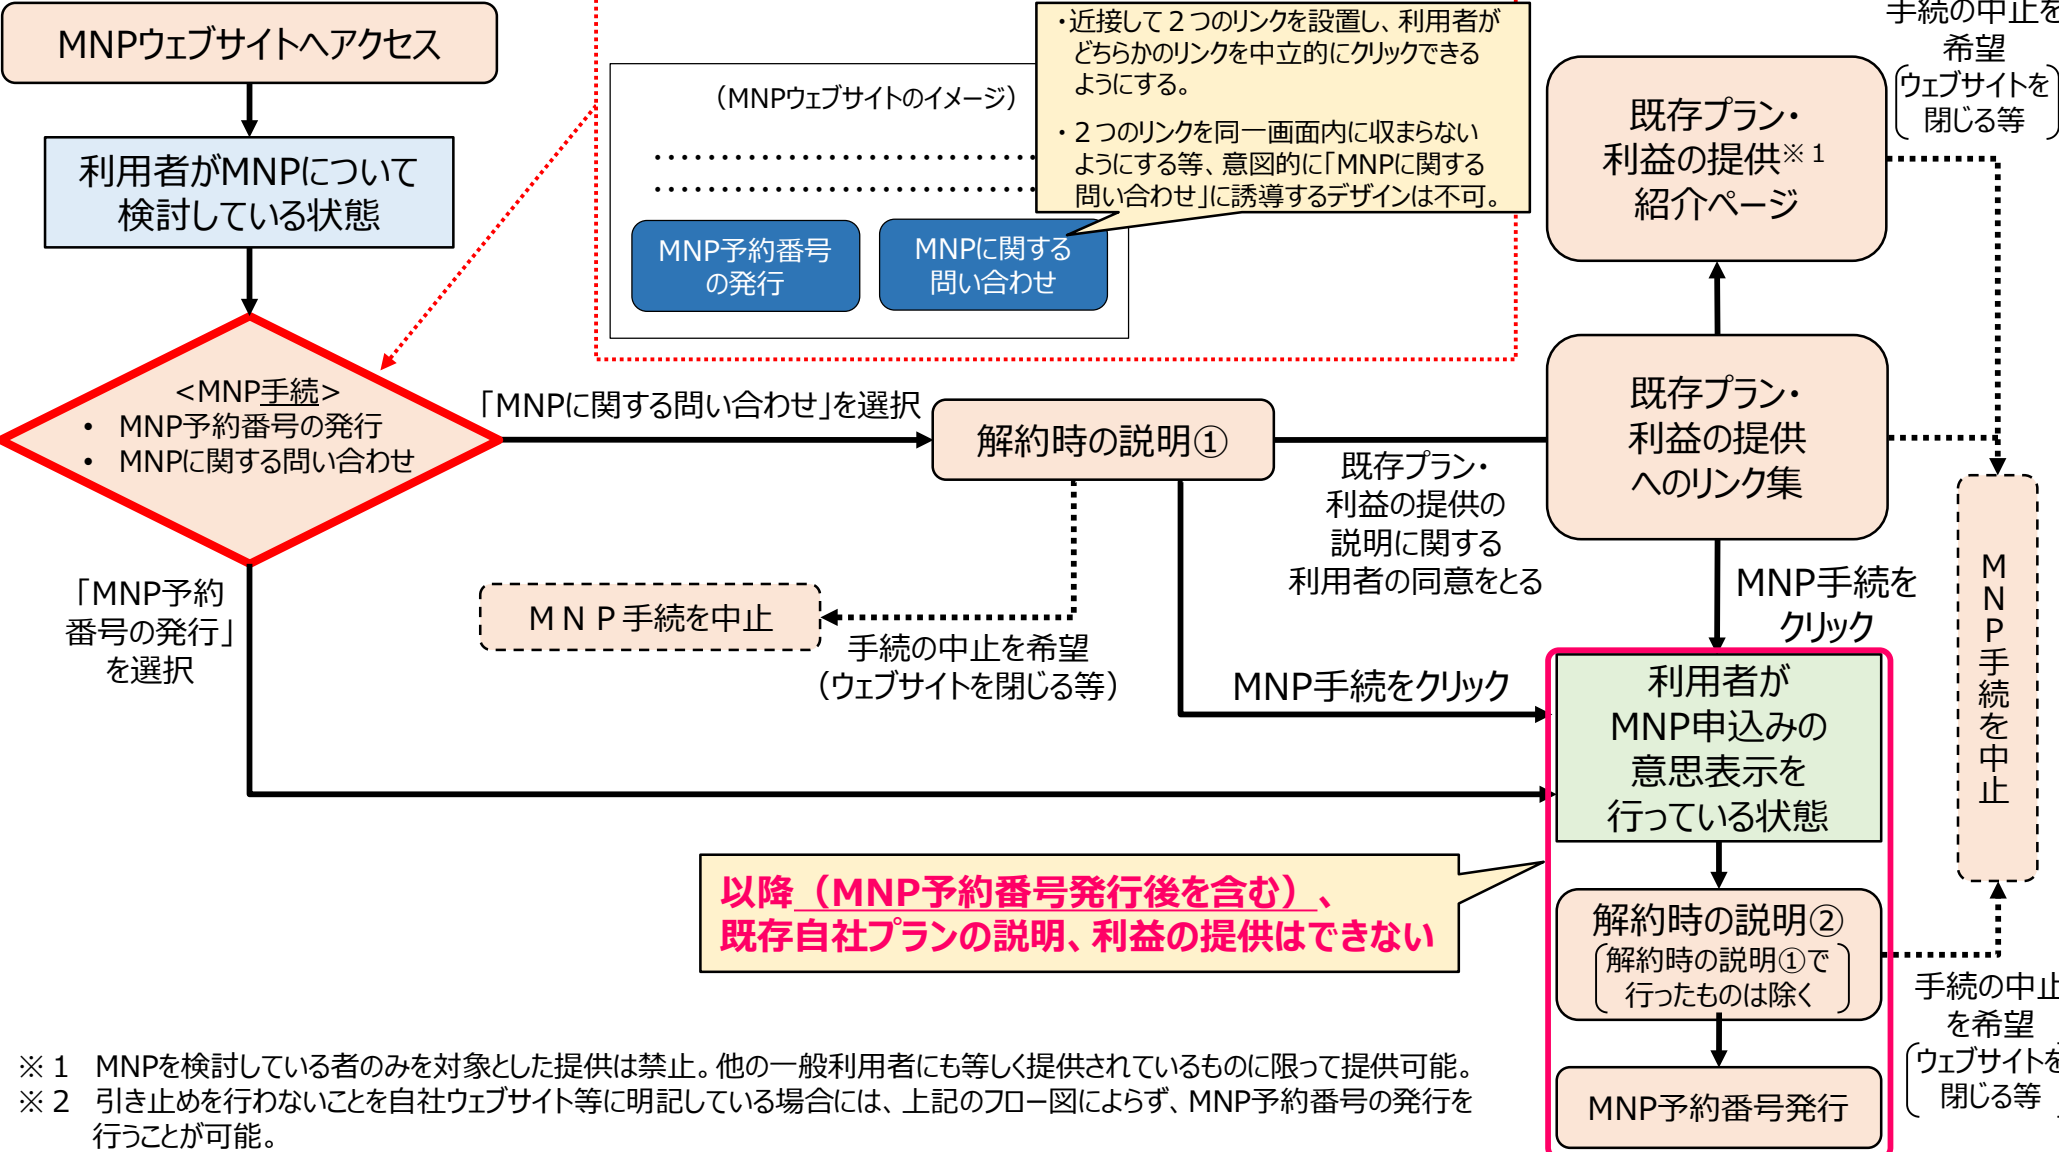 MNPウェブサイトへアクセス
利用者がMNPについて
検討している状態
<MNP手続>
• MNP予約番号の発行
• MNPに関する問い合わせ
(MNPウェブサイトのイメージ)
MNP予約番号
の発行
MNPに関する
問い合わせ
・近接して2つのリンクを設置し、利用者が
どちらかのリンクを中立的にクリックできる
ようにする。
・2つのリンクを同一画面内に収まらない
ようにする等、意図的に「MNPに関する
問い合わせ」に誘導するデザインは不可。
「MNPに関する問い合わせ」を選択
解約時の説明①
既存プラン・
利益の提供の
説明に関する
利用者の同意をとる
既存プラン・
利益の提供※1
紹介ページ
手続の中止を
希望
ウェブサイトを
閉じる等
既存プラン・
利益の提供
へのリンク集
MNP手続を
クリック
MNP手続を中止
「MNP予約
番号の発行」
を選択
MNP手続を中止
手続の中止を希望
(ウェブサイトを閉じる等)
MNP手続をクリック
利用者が
MNP申込みの
意思表示を
行っている状態
以降(MNP予約番号発行後を含む)、
既存自社プランの説明、利益の提供はできない
解約時の説明②
解約時の説明①で
行ったものは除く
手続の中止
を希望
ウェブサイトを
閉じる等
MNP予約番号発行
※1 MNPを検討している者のみを対象とした提供は禁止。他の一般利用者にも等しく提供されているものに限って提供可能。
※2 引き止めを行わないことを自社ウェブサイト等に明記している場合には、上記のフロー図によらず、MNP予約番号の発行を
行うことが可能。